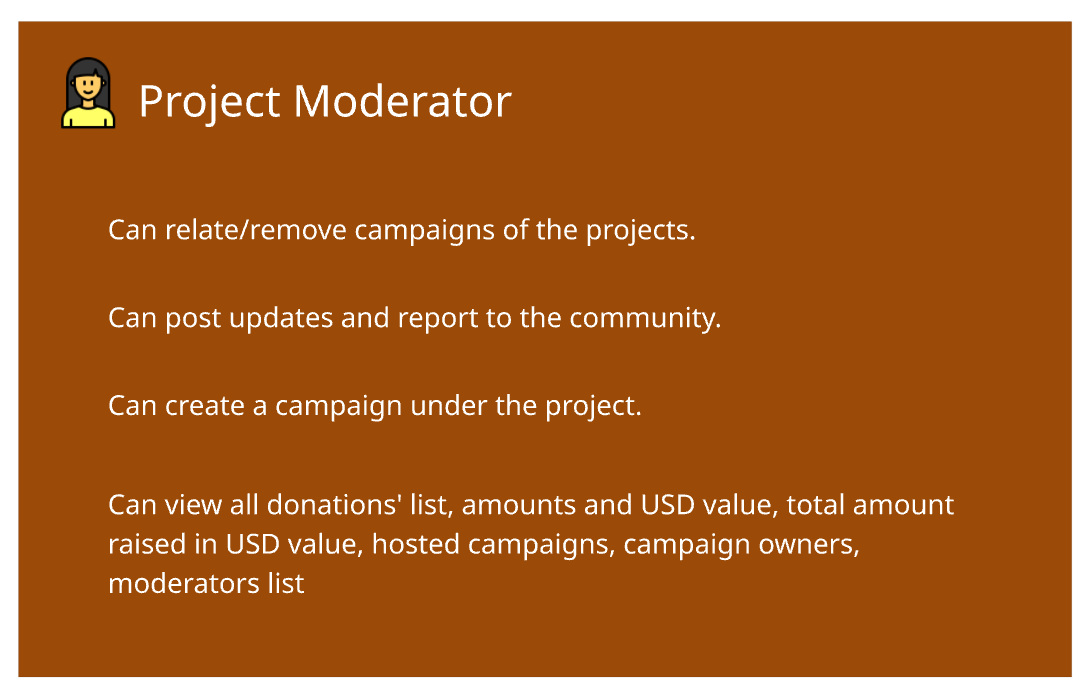 Project Moderator
Can relate/remove campaigns of the projects.
Can post updates and report to the community.
Can create a campaign under the project.
Can view all donations' list, amounts and USD value, total amount
raised in USD value, hosted campaigns, campaign owners,
moderators list